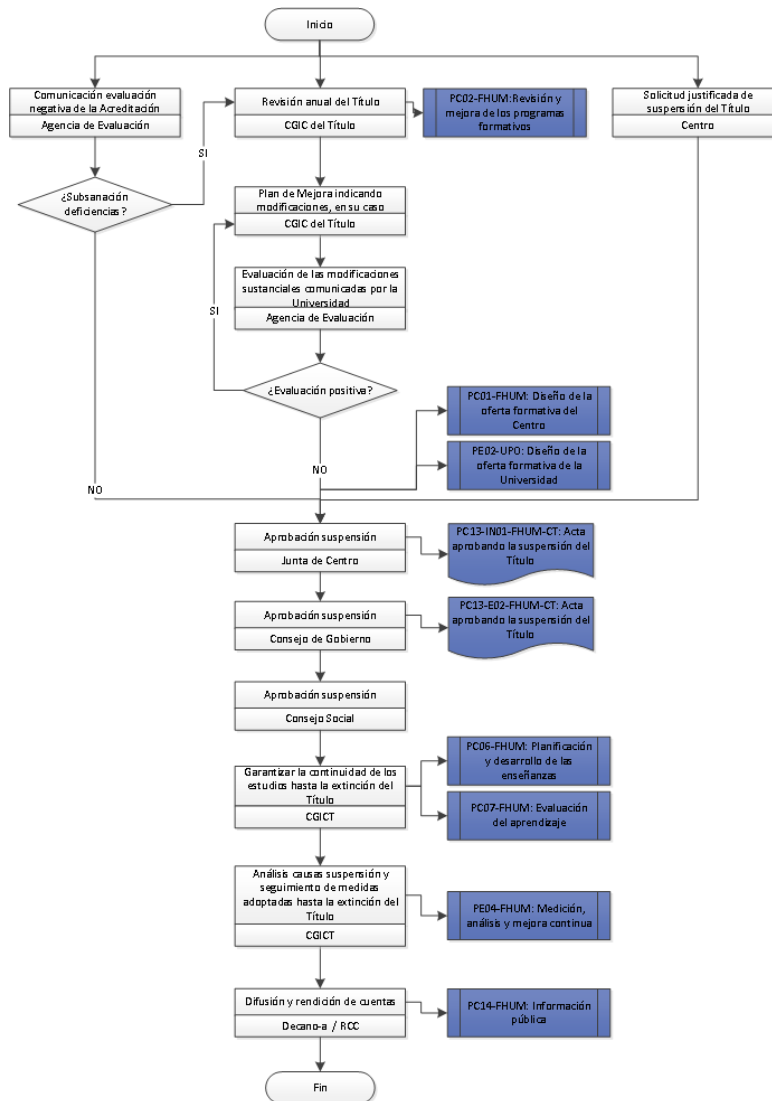 Inicio
Comunicación evaluación
negativa de la Acreditación
Agencia de Evaluación
Revisión anual del Título
CGIC del Título
PC02-FHUM:Revisión y
mejora de los programas
formativos
Solicitud justificada de
suspensión del Título
Centro
SI
¿Subsanación
deficiencias?
Plan de Mejora indicando
modificaciones, en su caso
CGIC del Título
Evaluación de las modificaciones
sustanciales comunicadas por la
Universidad
Agencia de Evaluación
SI
¿Evaluación positiva?
PC01-FHUM: Diseño de la
oferta formativa del
Centro
PE02-UPO: Diseño de la
oferta formativa de la
Universidad
NO
NO
Aprobación suspensión
Junta de Centro
PC13-IN01-FHUM-CT: Acta
aprobando la suspensión del
Título
Aprobación suspensión
Consejo de Gobierno
PC13-E02-FHUM-CT: Acta
aprobando la suspensión del
Título
Aprobación suspensión
Consejo Social
Garantizar la continuidad de los
estudios hasta la extinción del
Título
CGICT
PC06-FHUM: Planificación
y desarrollo de las
enseñanzas
PC07-FHUM: Evaluación
del aprendizaje
Análisis causas suspensión y
seguimiento de medidas
adoptadas hasta la extinción del
Título
CGICT
PE04-FHUM: Medición,
análisis y mejora continua
Difusión y rendición de cuentas
Decano-a / RCC
PC14-FHUM: Información
pública
Fin